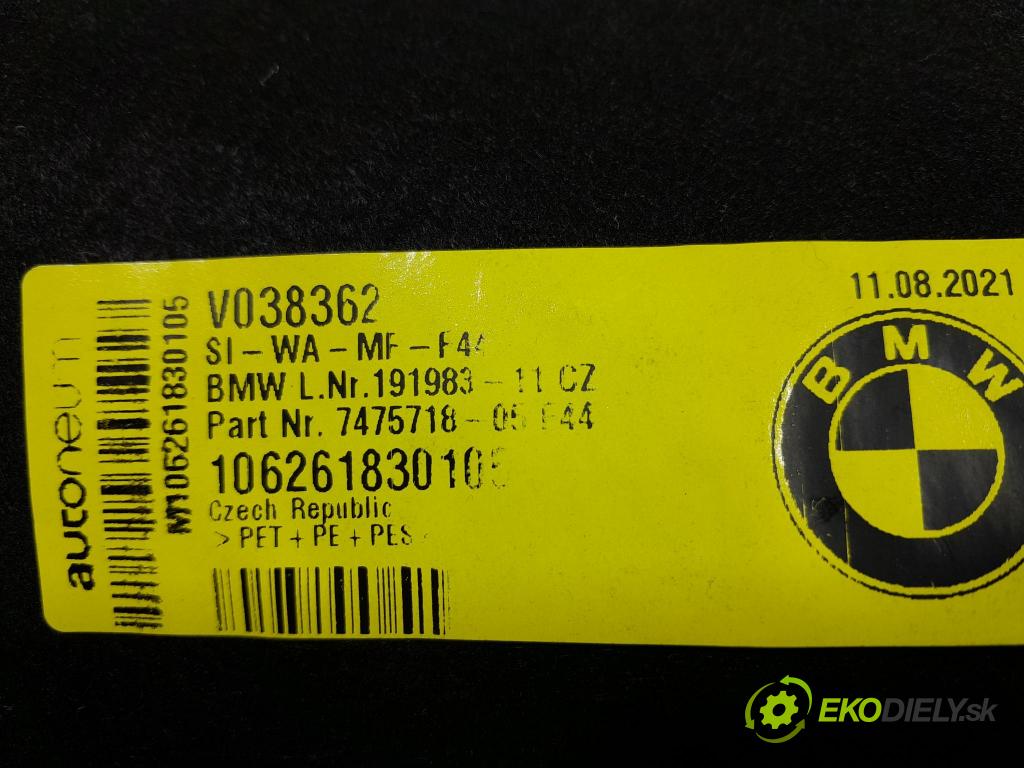 autoneum
M106261830105
V038362
SI-WA-MF-F44
BMW L.Nr.191983-11 CZ
Part Nr. 7475718-05 F44
106261830105
Czech Republic
>PET+PE+PES<
11.08.2021
BMW
EKODIELY.sk